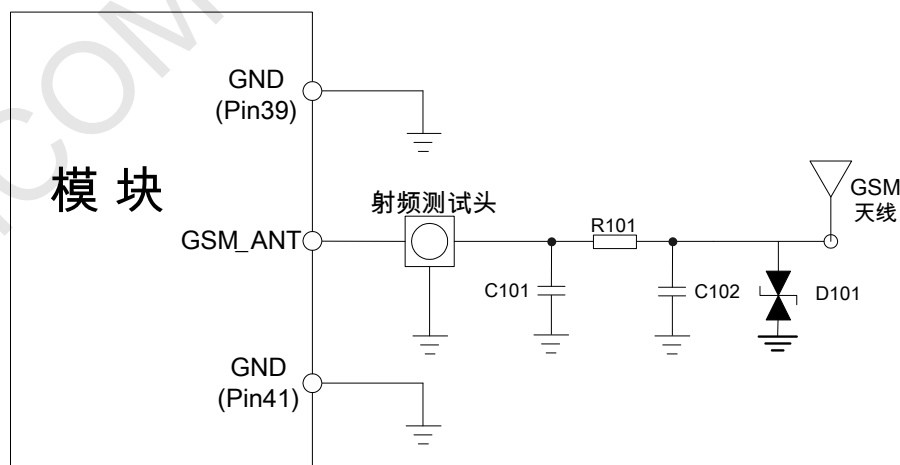 GND
(Pin39)
模 块
射频测试头
GSM
天线
GSM_ANT
R101
C101
C102
D101
GND
(Pin41)